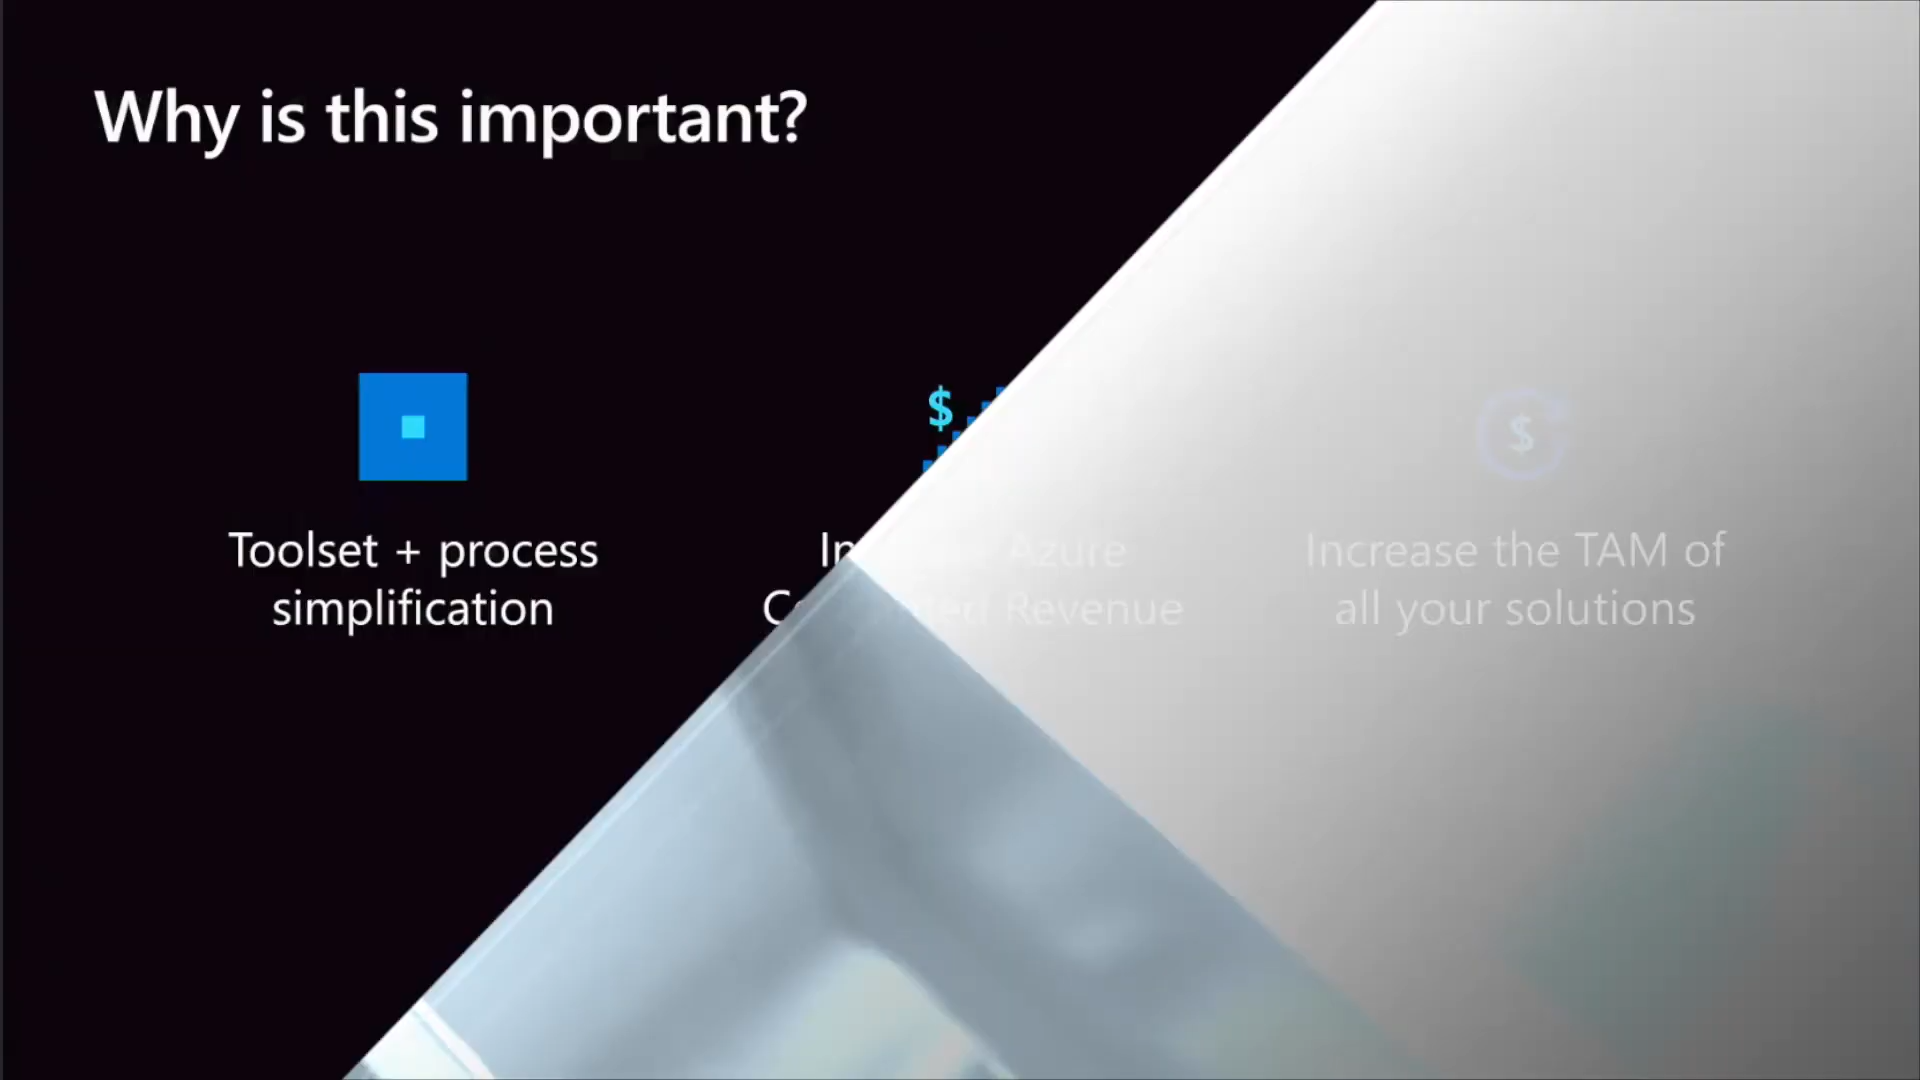 Why is this important?
$
$
Toolset + process
simplification
Azure
Revenue
Increase the TAM of
all your solutions